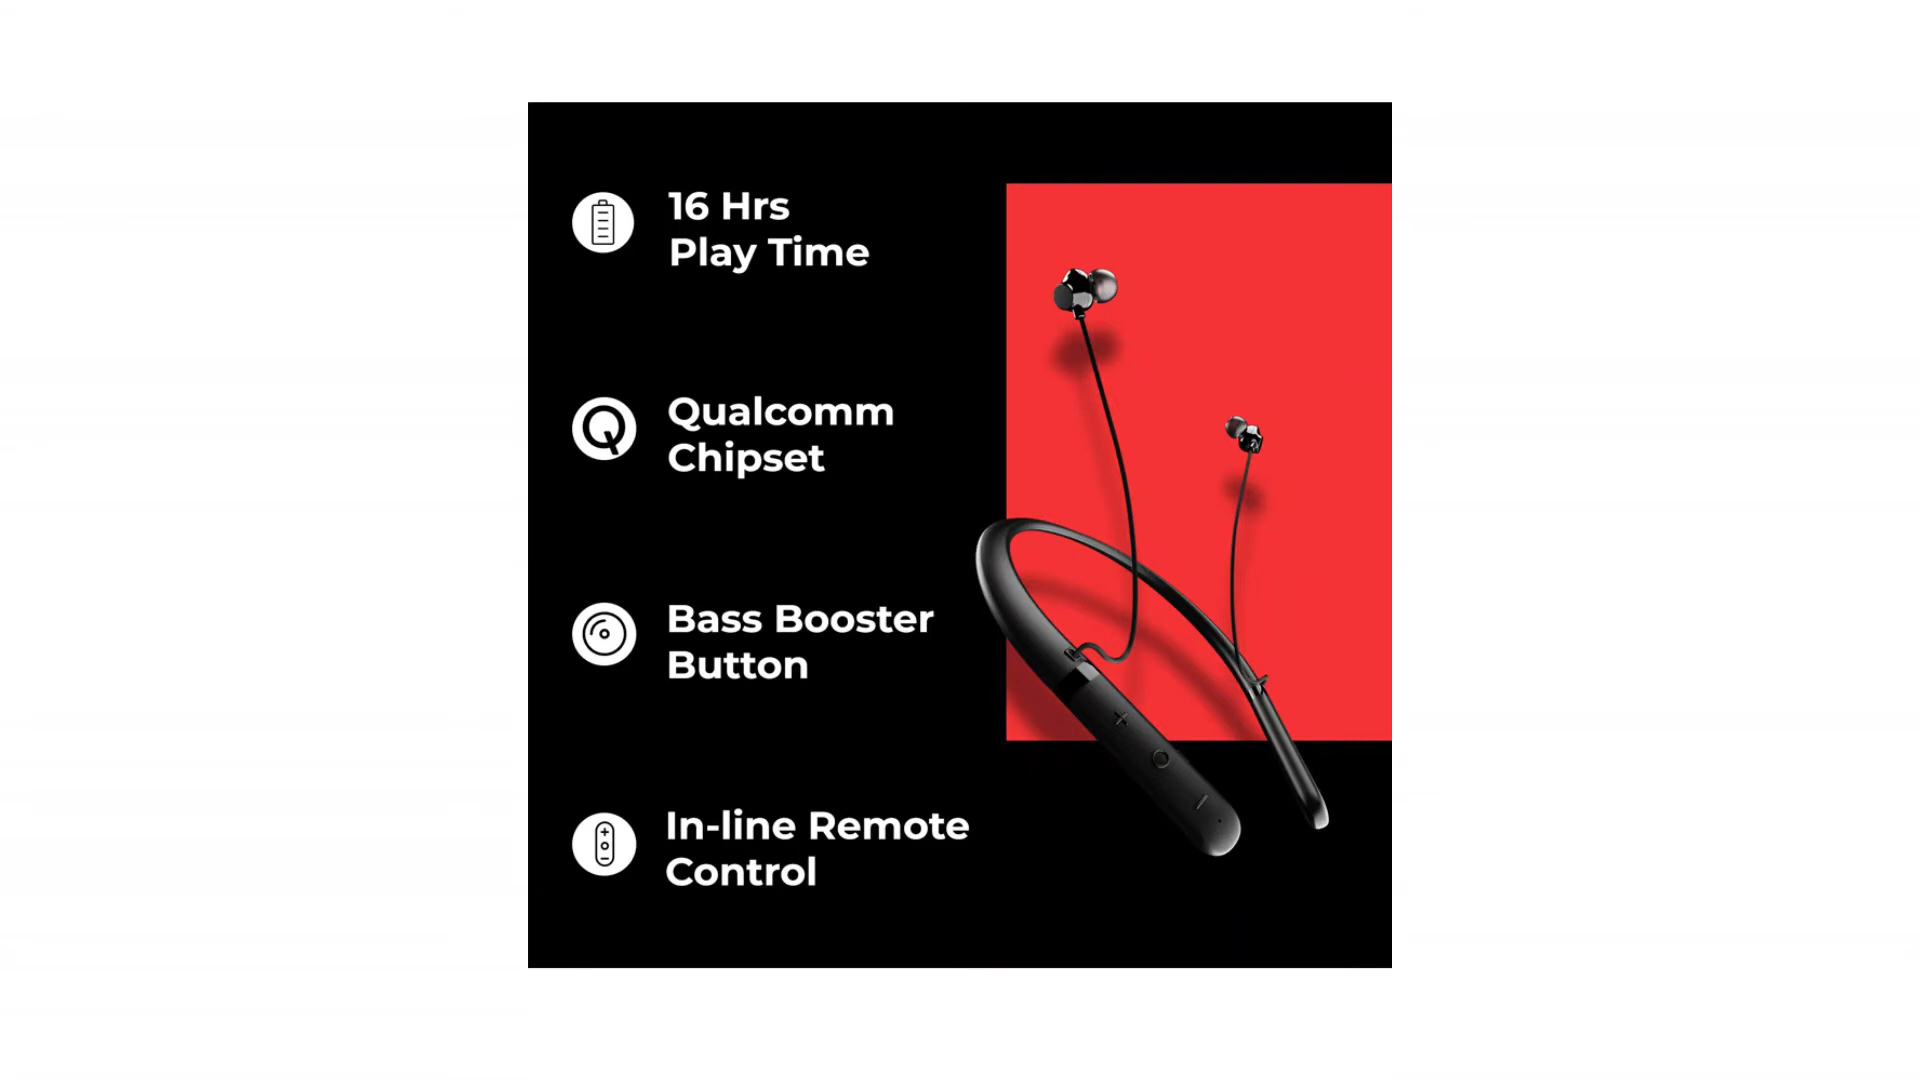 16 Hrs
Play Time
Qualcomm
Chipset
Bass Booster
Button
In-line Remote
Control